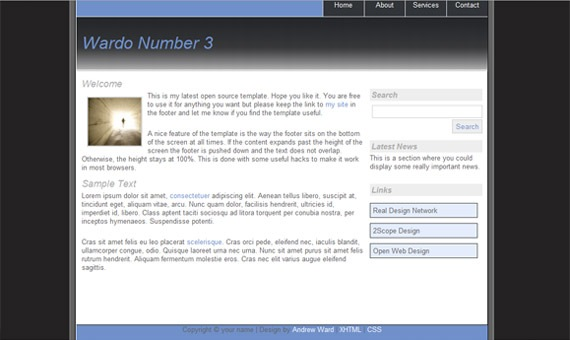 Home About Services Contact
Wardo Number 3
Welcome
This is my latest open source template. Hope you like it. You are free
to use it for anything you want but please keep the link to my site in
the footer and let me know if you find the template useful.
A nice feature of the template is the way the footer sits on the bottom
of the screen at all times. If the content expands past the height of the
screen the footer is pushed down and the text does not overlap.
Otherwise, the height stays at 100%. This is done with some useful hacks to make it work
in most browsers.
Sample Text
Lorem ipsum dolor sit amet, consectetuer adipiscing elit. Aenean tellus libero, suscipit at,
tincidunt eget, aliquam vitae, arcu. Nunc quam dolor, facilisis hendrerit, ultricies id,
imperdiet id, libero. Class aptent taciti sociosqu ad litora torquent per conubia nostra, per
inceptos hymenaeos. Suspendisse potenti.
Cras sit amet felis eu leo placerat scelerisque. Cras orci pede, eleifend nec, iaculis blandit,
ullamcorper congue, odio. Quisque laoreet urna nec urna. Nunc sit amet purus sit amet felis
rutrum hendrerit. Aliquam fermentum molestie eros. Cras nec elit varius augue eleifend
sagittis.
Search
Search
Latest News
This is a section where you could
display some really important news.
Links
Real Design Network
2Scope Design
Open Web Design
Copyright © your name | Design by Andrew Ward | XHTML | CSS